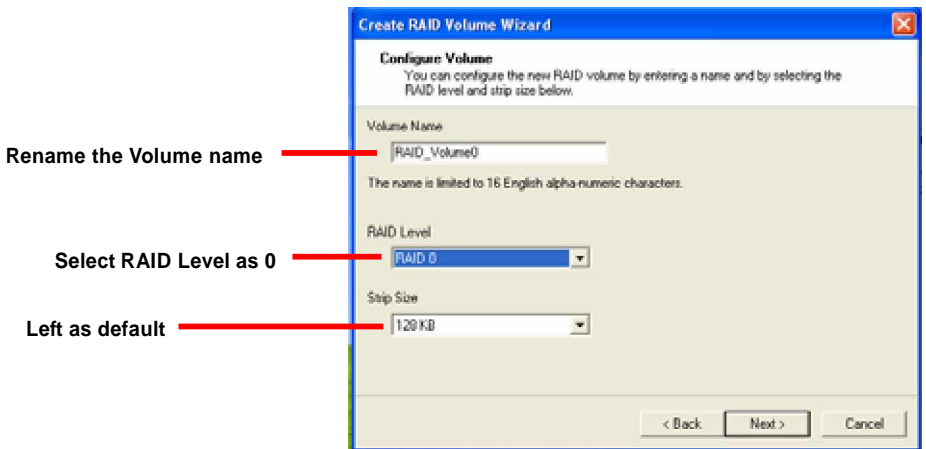 Create RAID Volume Wizard
Configure Volume
You can configure the new RAID volume by entering a name and by selecting the
RAID level and strip size below.
Volume Name
Rename the Volume name
RAID_Volume0
The name is limited to 16 English alpha-numeric characters.
RAID Level
Select RAID Level as 0
RAID 0
Strip Size
Left as default
128 KB
< Back
Next >
Cancel